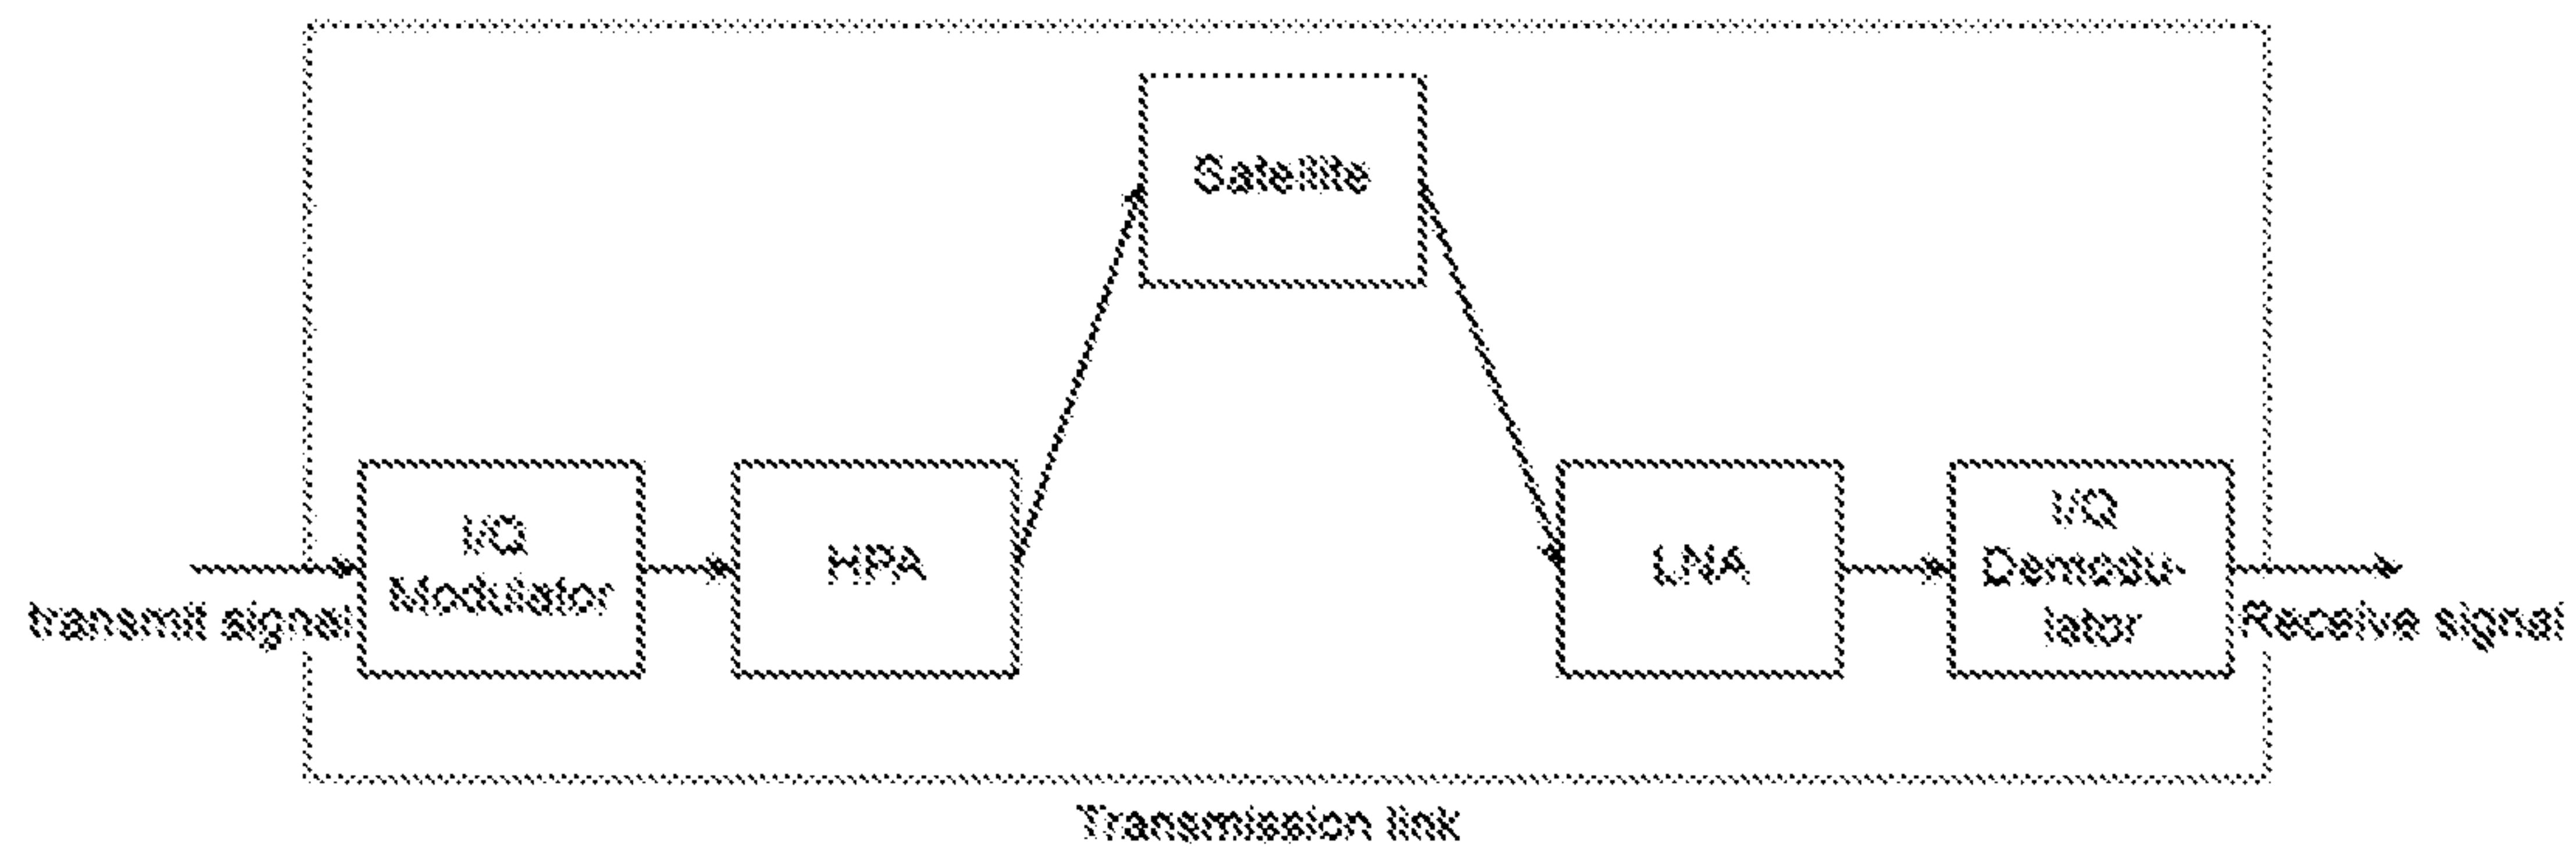 Satellite
I/Q
Modulator
HPA
LNA
I/Q
Demodu-
lator
transmit signal
Receive signal
Transmission link